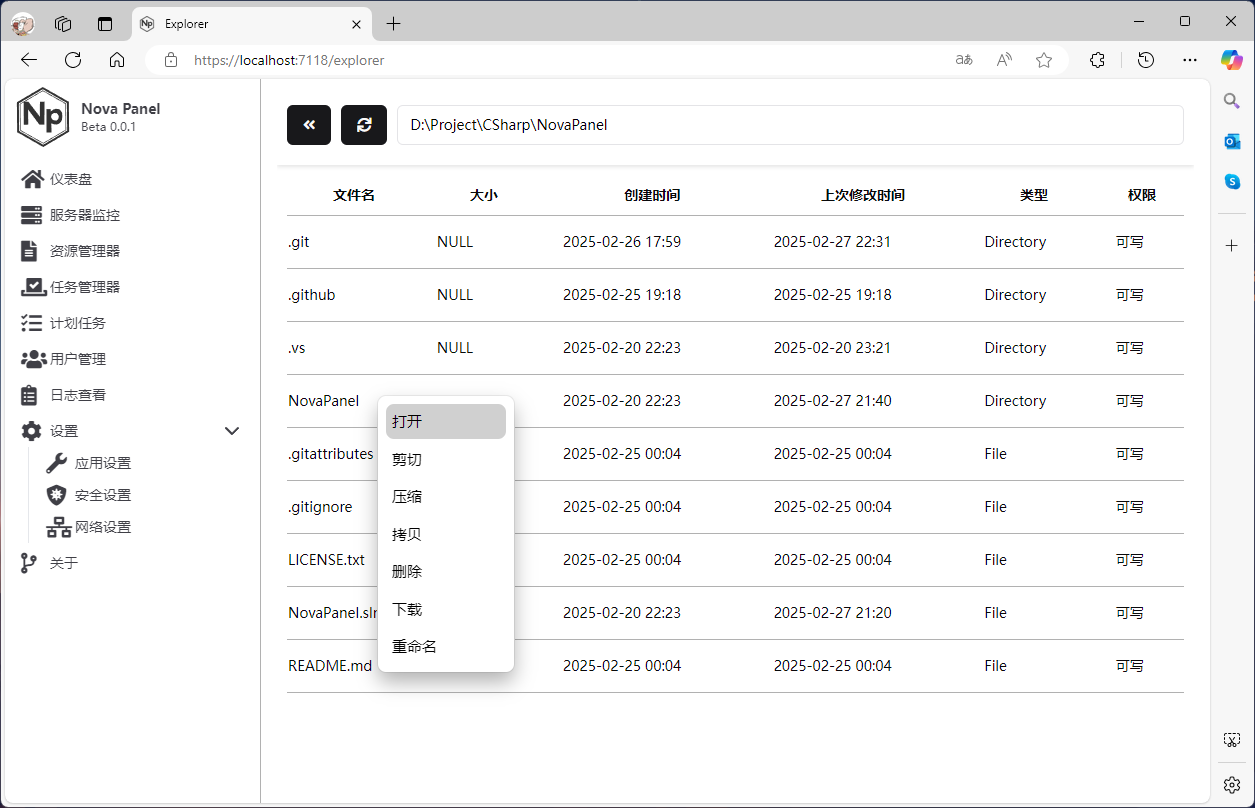 Explorer
https://localhost:7118/explorer
Np
Nova Panel
Beta 0.0.1
仪表盘
服务器监控
资源管理器
任务管理器
计划任务
用户管理
日志查看
设置
应用设置
安全设置
网络设置
关于
D:\Project\CSharp\NovaPanel
文件名 大小 创建时间 上次修改时间 类型 权限
.git NULL 2025-02-26 17:59 2025-02-27 22:31 Directory 可写
.github NULL 2025-02-25 19:18 2025-02-25 19:18 Directory 可写
.vs NULL 2025-02-20 22:23 2025-02-20 23:21 Directory 可写
NovaPanel 2025-02-20 22:23 2025-02-27 21:40 Directory 可写
.gitattributes 2025-02-25 00:04 2025-02-25 00:04 File 可写
.gitignore 2025-02-25 00:04 2025-02-25 00:04 File 可写
LICENSE.txt 2025-02-25 00:04 2025-02-25 00:04 File 可写
NovaPanel.sln 2025-02-20 22:23 2025-02-27 21:20 File 可写
README.md 2025-02-25 00:04 2025-02-25 00:04 File 可写
打开
剪切
压缩
拷贝
删除
下载
重命名